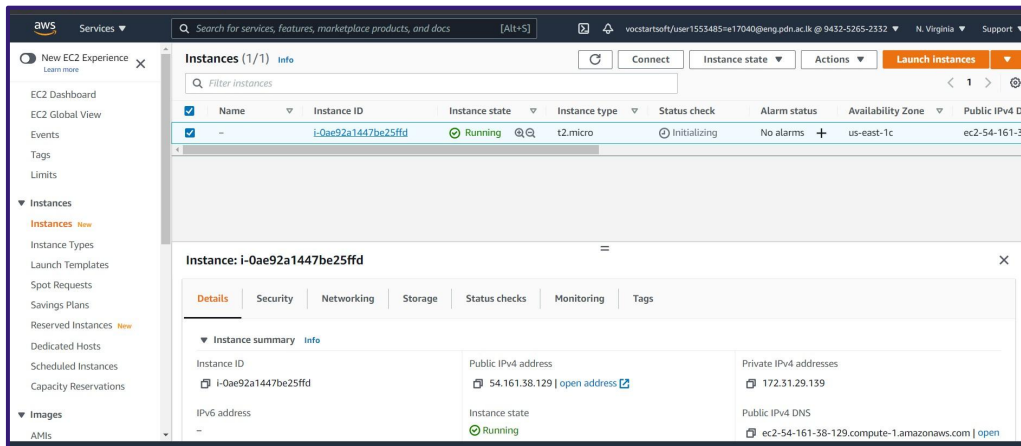 aws Services ▼ Search for services, features, marketplace products, and docs [Alt+S] vocstartsoft/user1553485=e17040@eng.pdn.ac.lk @ 9432-5265-2332 ▼ N. Virginia ▼ Support ▼
New EC2 Experience
Learn more
EC2 Dashboard
EC2 Global View
Events
Tags
Limits
▼ Instances
Instances New
Instance Types
Launch Templates
Spot Requests
Savings Plans
Reserved Instances New
Dedicated Hosts
Scheduled Instances
Capacity Reservations
▼ Images
AMIs
Instances (1/1) Info Connect Instance state ▼ Actions ▼ Launch instances ▼
Filter instances < 1 >
Name Instance ID Instance state Instance type Status check Alarm status Availability Zone Public IPv4 D
– i-0ae92a1447be25ffd Running t2.micro Initializing No alarms + us-east-1c ec2-54-161-3
Instance: i-0ae92a1447be25ffd
Details Security Networking Storage Status checks Monitoring Tags
▼ Instance summary Info
Instance ID Public IPv4 address Private IPv4 addresses
i-0ae92a1447be25ffd 54.161.38.129 | open address 172.31.29.139
IPv6 address Instance state Public IPv4 DNS
– Running ec2-54-161-38-129.compute-1.amazonaws.com | open